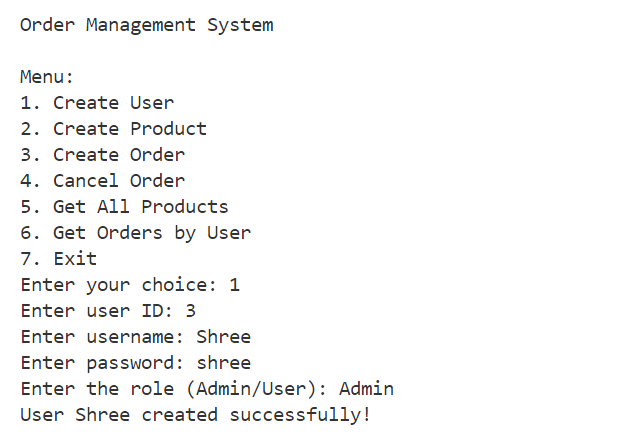 Order Management System
Menu:
1. Create User
2. Create Product
3. Create Order
4. Cancel Order
5. Get All Products
6. Get Orders by User
7. Exit
Enter your choice: 1
Enter user ID: 3
Enter username: Shree
Enter password: shree
Enter the role (Admin/User): Admin
User Shree created successfully!